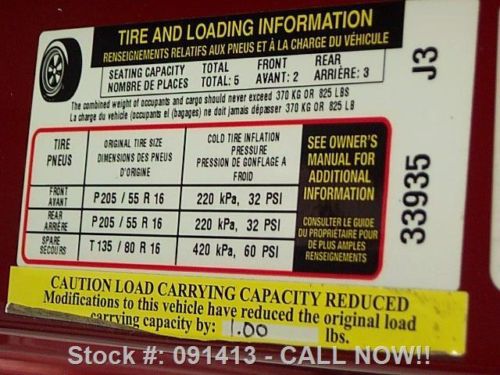 TIRE AND LOADING INFORMATION
RENSEIGNEMENTS RELATIFS AUX PNEUS ET À LA CHARGE DU VÉHICULE
SEATING CAPACITY TOTAL FRONT REAR
NOMBRE DE PLACES TOTAL: 5 AVANT: 2 ARRIÈRE: 3
The combined weight of occupants and cargo should never exceed 370 KG OR 825 LBS
La charge du véhicule (occupants et (bagages) ne doit jamais dépasser 370 KG OR 825 LB
TIRE
PNEUS
ORIGINAL TIRE SIZE
DIMENSIONS DES PNEUS
D'ORIGINE
COLD TIRE INFLATION
PRESSURE
PRESSION DE GONFLAGE A
FROID
FRONT
AVANT
P 205 / 55 R 16
220 kPa, 32 PSI
REAR
ARRIÈRE
P 205 / 55 R 16
220 kPa, 32 PSI
SPARE
SECOURS
T 135 / 80 R 16
420 kPa, 60 PSI
SEE OWNER'S
MANUAL FOR
ADDITIONAL
INFORMATION
CONSULTER LE GUIDE
DU PROPRIÉTAIRE POUR
DE PLUS AMPLES
RENSEIGNEMENTS
33935 J3
CAUTION LOAD CARRYING CAPACITY REDUCED
Modifications to this vehicle have reduced the original load
carrying capacity by: 1.00 lbs.
Stock #: 091413 - CALL NOW!!